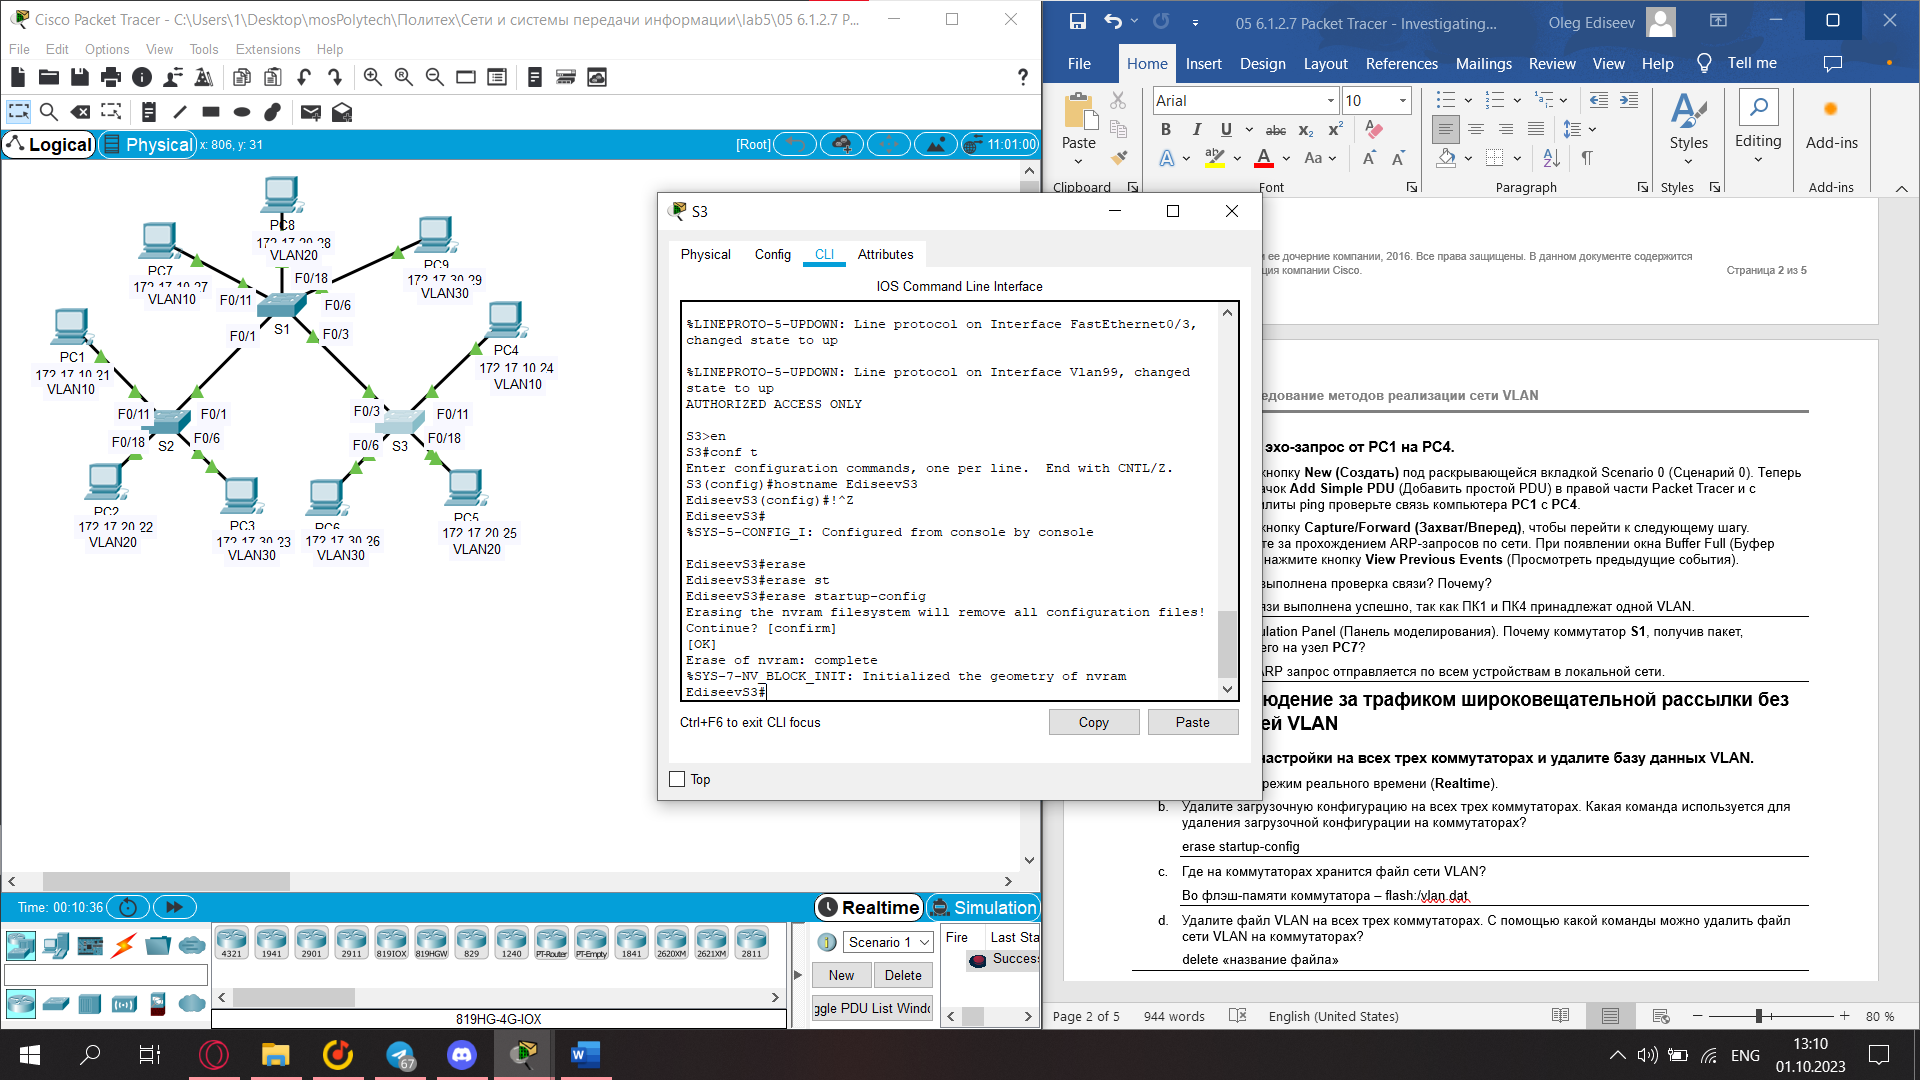 Cisco Packet Tracer - C:\Users\1\Desktop\mosPolytech\Политех\Сети и системы передачи информации\lab5\05 6.1.2.7 P...
File Edit Options View Tools Extensions Help
Logical
Physical x: 806, y: 31
[Root]
11:01:00
PC8
172.17.20.28
VLAN20
PC7
172.17.10.27
VLAN10
PC9
172.17.30.29
VLAN30
F0/11
F0/18
F0/6
S1
F0/1
F0/3
PC1
172.17.10.21
VLAN10
PC4
172.17.10.24
VLAN10
F0/11
F0/1
F0/18
F0/6
S2
F0/3
F0/11
F0/6
F0/18
S3
PC2
172.17.20.22
VLAN20
PC3
172.17.30.23
VLAN30
PC6
172.17.30.26
VLAN30
PC5
172.17.20.25
VLAN20
S3
Physical Config CLI Attributes
IOS Command Line Interface
%LINEPROTO-5-UPDOWN: Line protocol on Interface FastEthernet0/3,
changed state to up
%LINEPROTO-5-UPDOWN: Line protocol on Interface Vlan99, changed
state to up
AUTHORIZED ACCESS ONLY
S3>en
S3#conf t
Enter configuration commands, one per line.  End with CNTL/Z.
S3(config)#hostname EdiseevS3
EdiseevS3(config)#!^Z
EdiseevS3#
%SYS-5-CONFIG_I: Configured from console by console
EdiseevS3#erase
EdiseevS3#erase st
EdiseevS3#erase startup-config
Erasing the nvram filesystem will remove all configuration files!
Continue? [confirm]
[OK]
Erase of nvram: complete
%SYS-7-NV_BLOCK_INIT: Initialized the geometry of nvram
EdiseevS3#
Ctrl+F6 to exit CLI focus
Copy
Paste
Top
Time: 00:10:36
Realtime
Simulation
4321 1941 2901 2911 819IOX 819HGW 829 1240 PT-Router PT-Empty 1841 2620XM 2621XM 2811
819HG-4G-IOX
Scenario 1
New Delete
ggle PDU List Windo
Fire Last Sta
Succes
05 6.1.2.7 Packet Tracer - Investigating...
Oleg Ediseev
File Home Insert Design Layout References Mailings Review View Help Tell me
Paste
Clipboard
Arial
10
Font
Paragraph
Styles
Styles
Editing
Add-ins
Add-ins
и ее дочерние компании, 2016. Все права защищены. В данном документе содержится
ция компании Cisco.
Страница 2 из 5
едование методов реализации сети VLAN
эхо-запрос от PC1 на PC4.
кнопку New (Создать) под раскрывающейся вкладкой Scenario 0 (Сценарий 0). Теперь
ачок Add Simple PDU (Добавить простой PDU) в правой части Packet Tracer и с
илиты ping проверьте связь компьютера PC1 с PC4.
кнопку Capture/Forward (Захват/Вперед), чтобы перейти к следующему шагу.
те за прохождением ARP-запросов по сети. При появлении окна Buffer Full (Буфер
нажмите кнопку View Previous Events (Просмотреть предыдущие события).
выполнена проверка связи? Почему?
язи выполнена успешно, так как ПК1 и ПК4 принадлежат одной VLAN.
ulation Panel (Панель моделирования). Почему коммутатор S1, получив пакет,
его на узел PC7?
ARP запрос отправляется по всем устройствам в локальной сети.
юдение за трафиком широковещательной рассылки без
ей VLAN
настройки на всех трех коммутаторах и удалите базу данных VLAN.
режим реального времени (Realtime).
b. Удалите загрузочную конфигурацию на всех трех коммутаторах. Какая команда используется для
удаления загрузочной конфигурации на коммутаторах?
erase startup-config
c. Где на коммутаторах хранится файл сети VLAN?
Во флэш-памяти коммутатора – flash:/vlan.dat
d. Удалите файл VLAN на всех трех коммутаторах. С помощью какой команды можно удалить файл
сети VLAN на коммутаторах?
delete «название файла»
Page 2 of 5 944 words English (United States) 80 %
67
ENG
13:10
01.10.2023